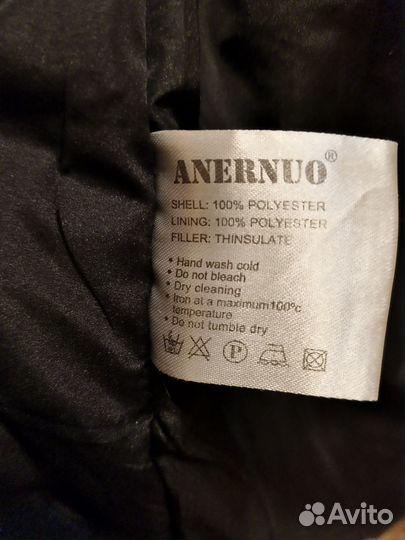 ANERNUO®
SHELL: 100% POLYESTER
LINING: 100% POLYESTER
FILLER: THINSULATE
* Hand wash cold
* Do not bleach
* Dry cleaning
* Iron at a maximum100°c
temperature
* Do not tumble dry
P
Avito